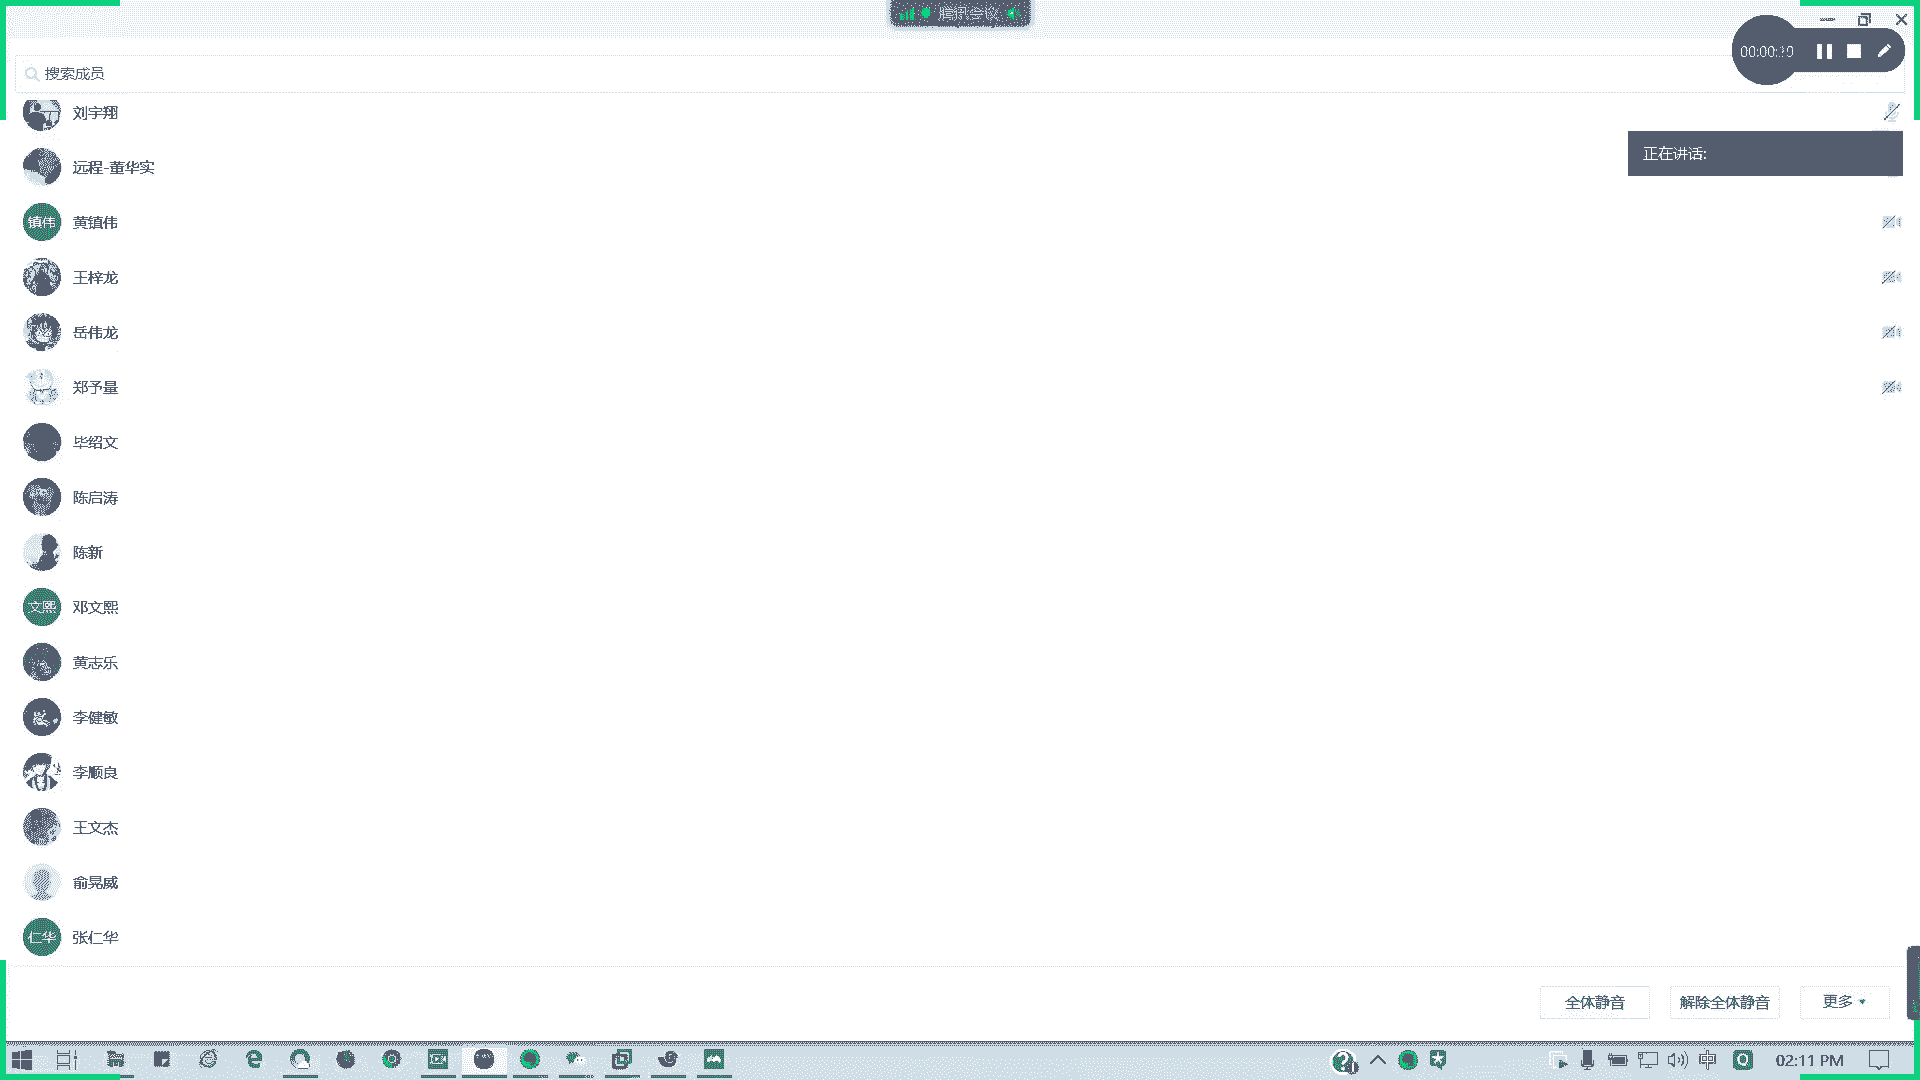 腾讯会议
搜索成员
00:00:10
刘宇翔
正在讲话:
远程-董华实
镇伟 黄镇伟
王梓龙
岳伟龙
郑予量
毕绍文
陈启涛
陈新
文熙 邓文熙
黄志乐
李健敏
李顺良
王文杰
俞晃威
仁华 张仁华
全体静音 解除全体静音 更多
中 02:11 PM